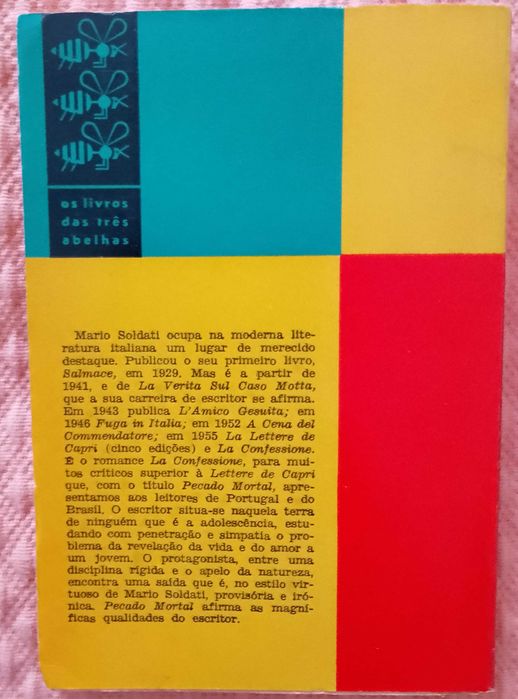 os livros
das três
abelhas
Mario Soldati ocupa na moderna lite-
ratura italiana um lugar de merecido
destaque. Publicou o seu primeiro livro,
Salmace, em 1929. Mas é a partir de
1941, e de La Verita Sul Caso Motta,
que a sua carreira de escritor se afirma.
Em 1943 publica L'Amico Gesuita; em
1946 Fuga in Italia; em 1952 A Cena del
Commendatore; em 1955 La Lettere de
Capri (cinco edições) e La Confessione.
É o romance La Confessione, para mui-
tos críticos superior à Lettere de Capri
que, com o título Pecado Mortal, apre-
sentamos aos leitores de Portugal e do
Brasil. O escritor situa-se naquela terra
de ninguém que é a adolescência, estu-
dando com penetração e simpatia o pro-
blema da revelação da vida e do amor a
um jovem. O protagonista, entre uma
disciplina rígida e o apelo da natureza,
encontra uma saída que é, no estilo vir-
tuoso de Mario Soldati, provisória e iró-
nica. Pecado Mortal afirma as magní-
ficas qualidades do escritor.